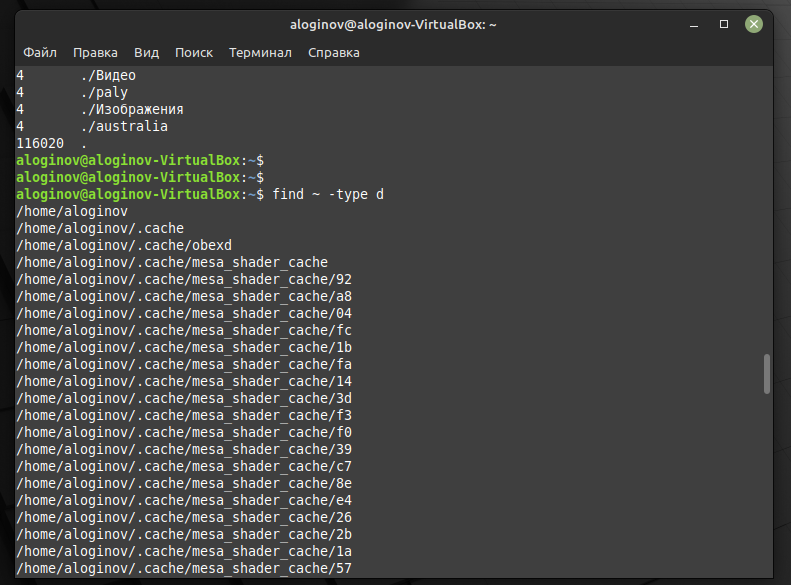 aloginov@aloginov-VirtualBox: ~
Файл Правка Вид Поиск Терминал Справка
4 ./Видео
4 ./paly
4 ./Изображения
4 ./australia
116020 .
aloginov@aloginov-VirtualBox:~$
aloginov@aloginov-VirtualBox:~$
aloginov@aloginov-VirtualBox:~$ find ~ -type d
/home/aloginov
/home/aloginov/.cache
/home/aloginov/.cache/obexd
/home/aloginov/.cache/mesa_shader_cache
/home/aloginov/.cache/mesa_shader_cache/92
/home/aloginov/.cache/mesa_shader_cache/a8
/home/aloginov/.cache/mesa_shader_cache/04
/home/aloginov/.cache/mesa_shader_cache/fc
/home/aloginov/.cache/mesa_shader_cache/1b
/home/aloginov/.cache/mesa_shader_cache/fa
/home/aloginov/.cache/mesa_shader_cache/14
/home/aloginov/.cache/mesa_shader_cache/3d
/home/aloginov/.cache/mesa_shader_cache/f3
/home/aloginov/.cache/mesa_shader_cache/f0
/home/aloginov/.cache/mesa_shader_cache/39
/home/aloginov/.cache/mesa_shader_cache/c7
/home/aloginov/.cache/mesa_shader_cache/8e
/home/aloginov/.cache/mesa_shader_cache/e4
/home/aloginov/.cache/mesa_shader_cache/26
/home/aloginov/.cache/mesa_shader_cache/2b
/home/aloginov/.cache/mesa_shader_cache/1a
/home/aloginov/.cache/mesa_shader_cache/57